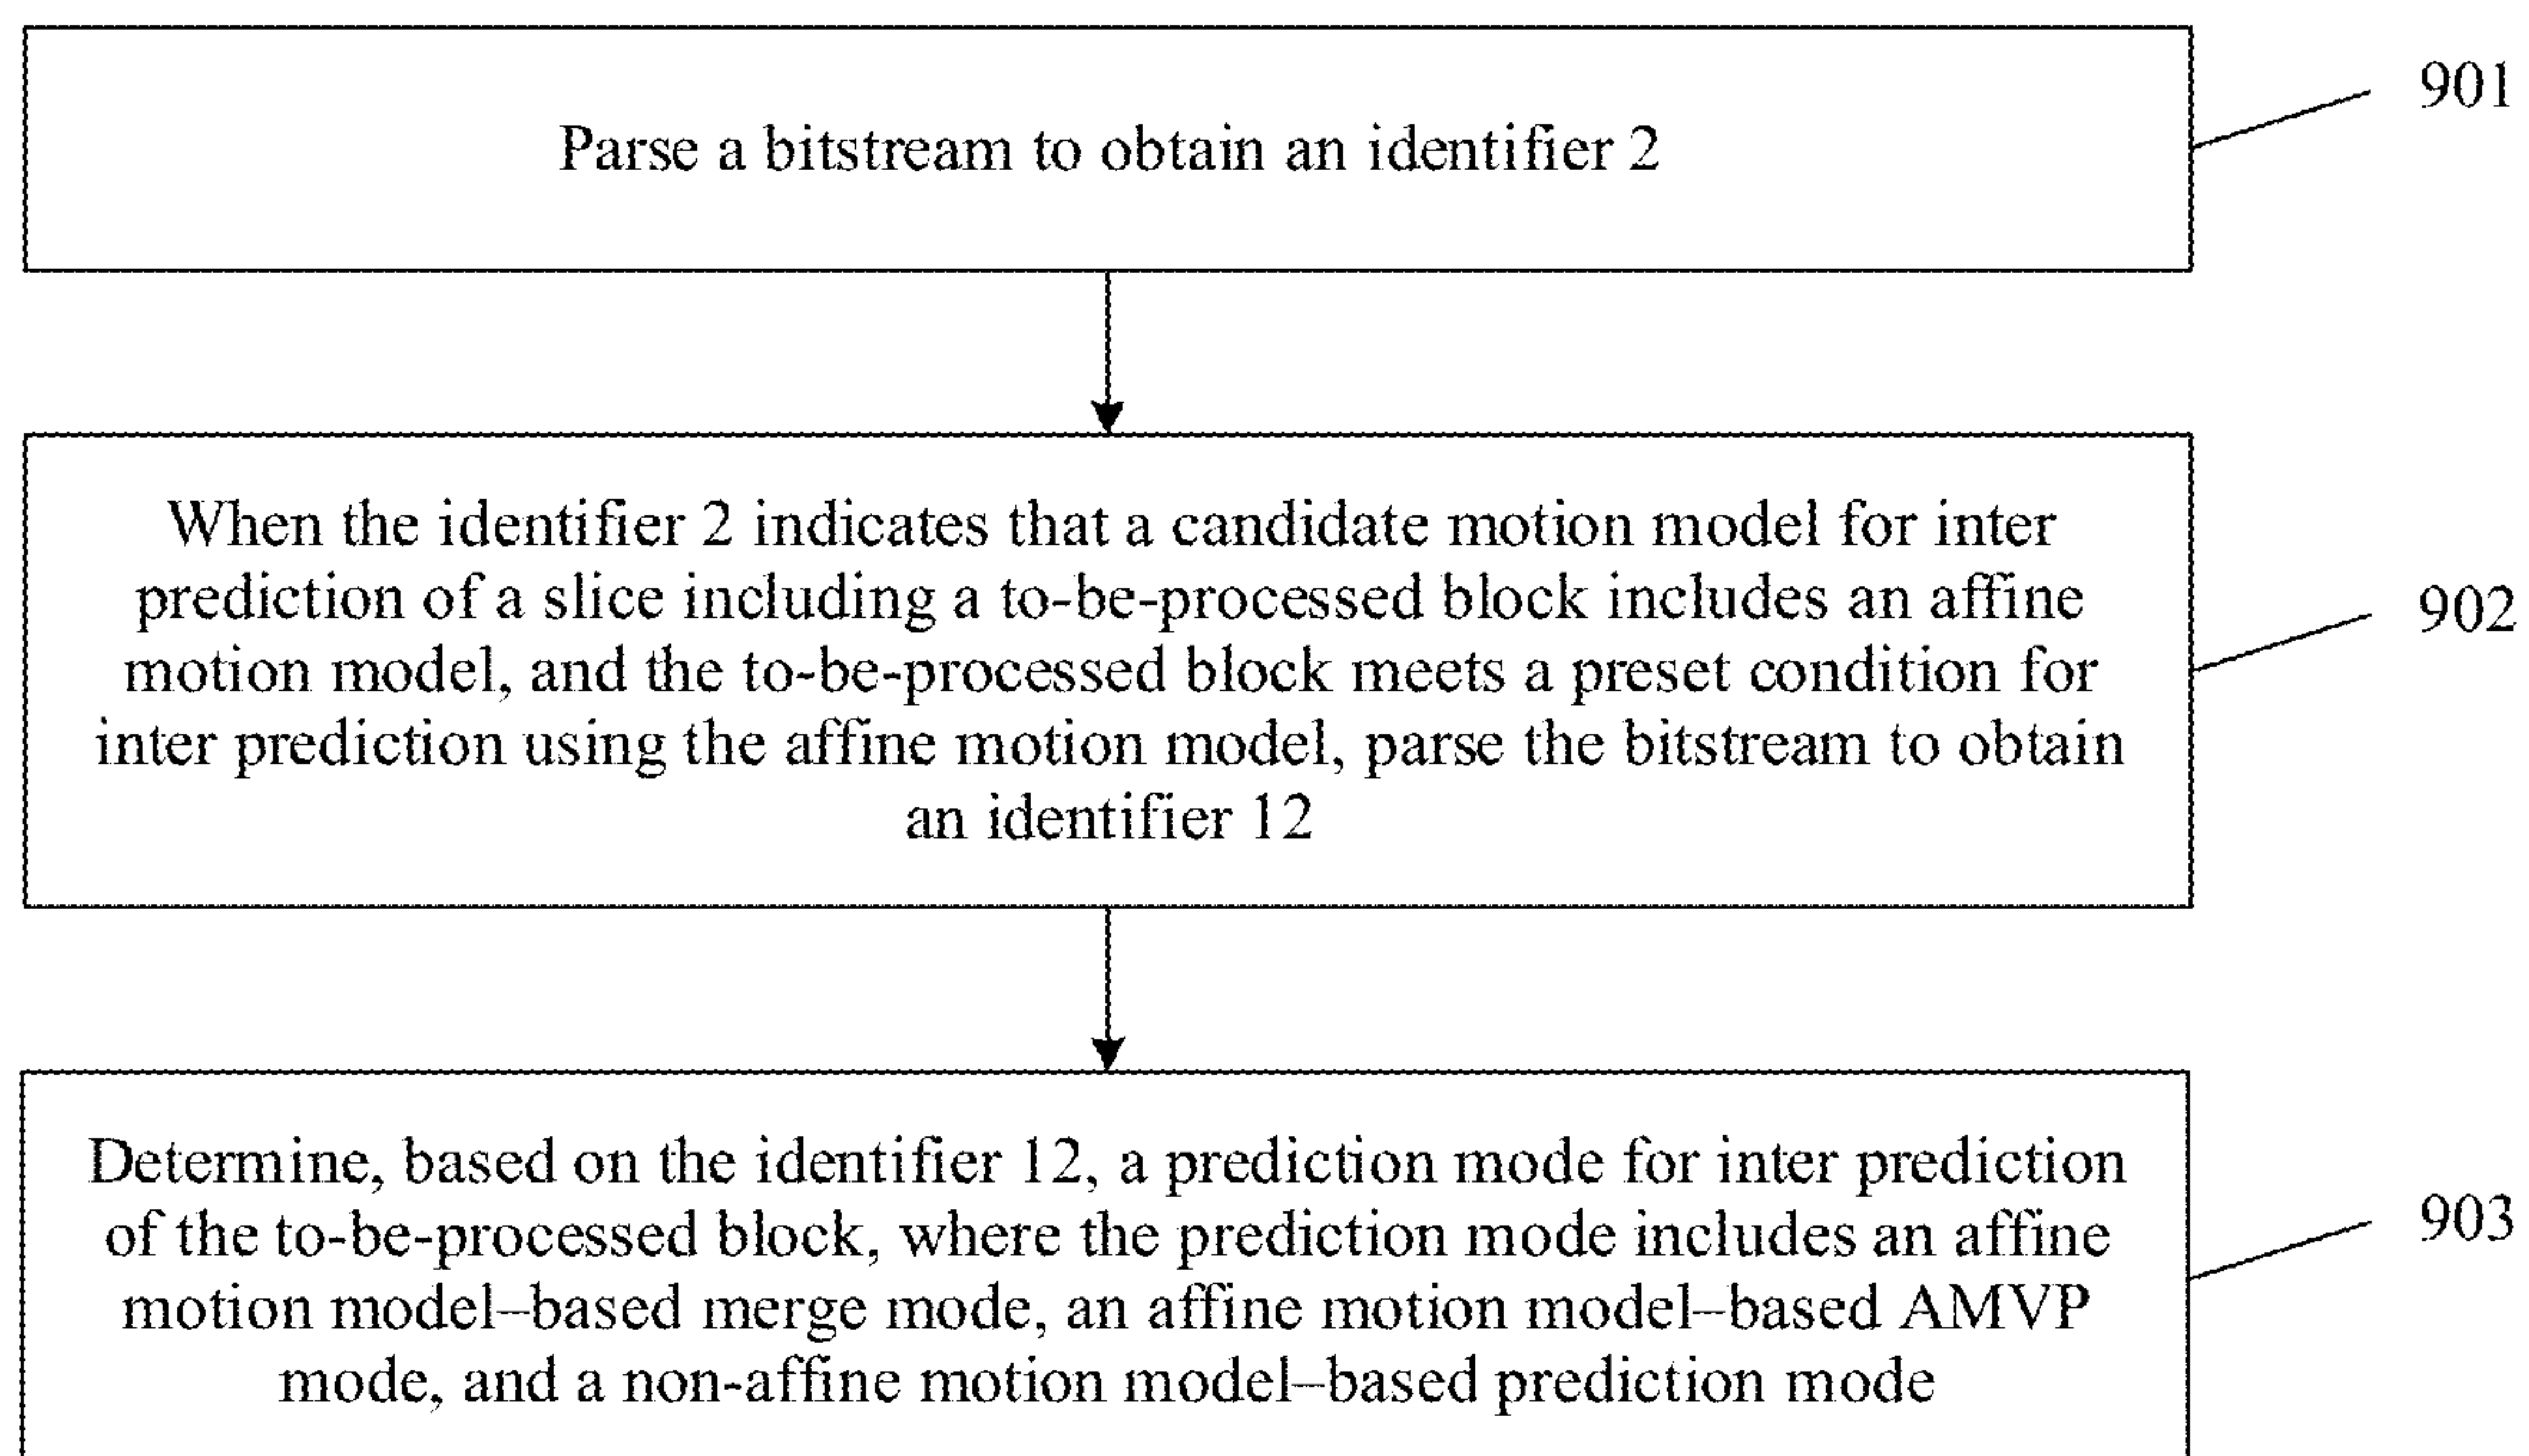 Parse a bitstream to obtain an identifier 2
901
When the identifier 2 indicates that a candidate motion model for inter
prediction of a slice including a to-be-processed block includes an affine
motion model, and the to-be-processed block meets a preset condition for
inter prediction using the affine motion model, parse the bitstream to obtain
an identifier 12
902
Determine, based on the identifier 12, a prediction mode for inter prediction
of the to-be-processed block, where the prediction mode includes an affine
motion model–based merge mode, an affine motion model–based AMVP
mode, and a non-affine motion model–based prediction mode
903